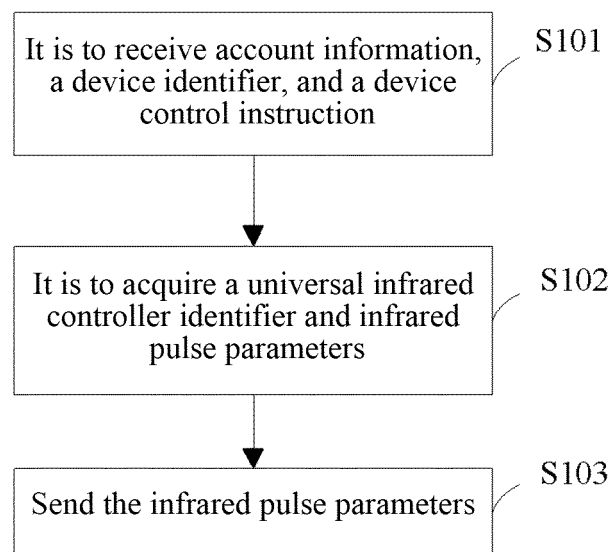 It is to receive account information,
a device identifier, and a device
control instruction
S101
It is to acquire a universal infrared
controller identifier and infrared
pulse parameters
S102
Send the infrared pulse parameters
S103